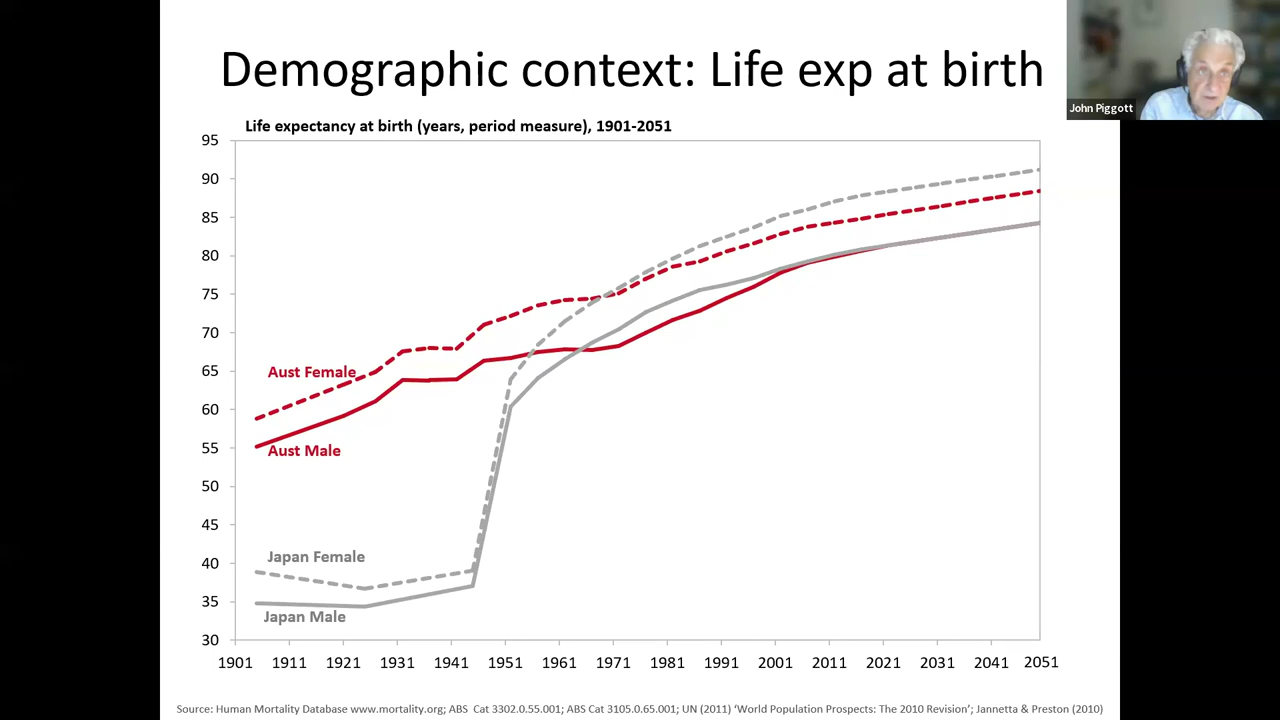 Demographic context: Life exp at birth
John Piggott
Life expectancy at birth (years, period measure), 1901-2051
95
90
85
80
75
70
65
60
55
50
45
40
35
30
Aust Female
Aust Male
Japan Female
Japan Male
1901 1911 1921 1931 1941 1951 1961 1971 1981 1991 2001 2011 2021 2031 2041 2051
Source: Human Mortality Database www.mortality.org; ABS  Cat 3302.0.55.001; ABS Cat 3105.0.65.001; UN (2011) ‘World Population Prospects: The 2010 Revision’; Jannetta & Preston (2010)